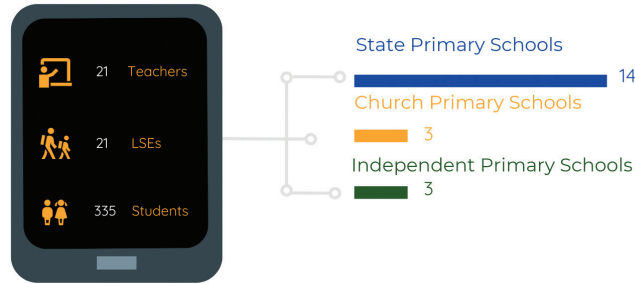 21 Teachers
21 LSEs
335 Students
State Primary Schools
14
Church Primary Schools
3
Independent Primary Schools
3